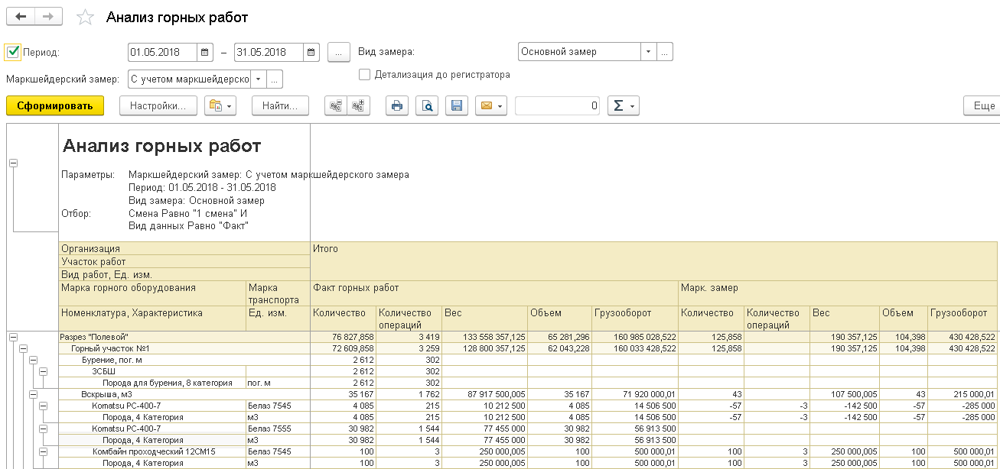 Анализ горных работ
Период: 01.05.2018 – 31.05.2018 ... Вид замера: Основной замер ...
Маркшейдерский замер: С учетом маркшейдерско ... Детализация до регистратора
Сформировать Настройки... Найти... 0 Σ Еще
Анализ горных работ
Параметры: Маркшейдерский замер: С учетом маркшейдерского замера
Период: 01.05.2018 - 31.05.2018
Вид замера: Основной замер
Отбор: Смена Равно "1 смена" И
Вид данных Равно "Факт"
Организация Итого
Участок работ
Вид работ, Ед. изм.
Марка горного оборудования Марка транспорта Факт горных работ Марк. замер
Номенклатура, Характеристика Ед. изм. Количество Количество операций Вес Объем Грузооборот Количество Количество операций Вес Объем Грузооборот
Разрез "Полевой" 76 827,858 3 419 133 558 357,125 65 281,296 160 985 028,522 125,858 190 357,125 104,398 430 428,522
Горный участок №1 72 609,858 3 259 128 800 357,125 62 043,228 160 033 428,522 125,858 190 357,125 104,398 430 428,522
Бурение, пог. м 2 612 302
ЗСБШ 2 612 302
Порода для бурения, 8 категория пог. м 2 612 302
Вскрыша, м3 35 167 1 762 87 917 500,005 35 167 71 920 000,01 43 107 500,005 43 215 000,01
Komatsu PC-400-7 Белаз 7545 4 085 215 10 212 500 4 085 14 506 500 -57 -3 -142 500 -57 -285 000
Порода, 4 Категория м3 4 085 215 10 212 500 4 085 14 506 500 -57 -3 -142 500 -57 -285 000
Komatsu PC-400-7 Белаз 7555 30 982 1 544 77 455 000 30 982 56 913 500
Порода, 4 Категория м3 30 982 1 544 77 455 000 30 982 56 913 500
Комбайн проходческий 12СМ15 Белаз 7545 100 3 250 000,005 100 500 000,01 100 3 250 000,005 100 500 000,01
Порода, 4 Категория м3 100 3 250 000,005 100 500 000,01 100 3 250 000,005 100 500 000,01